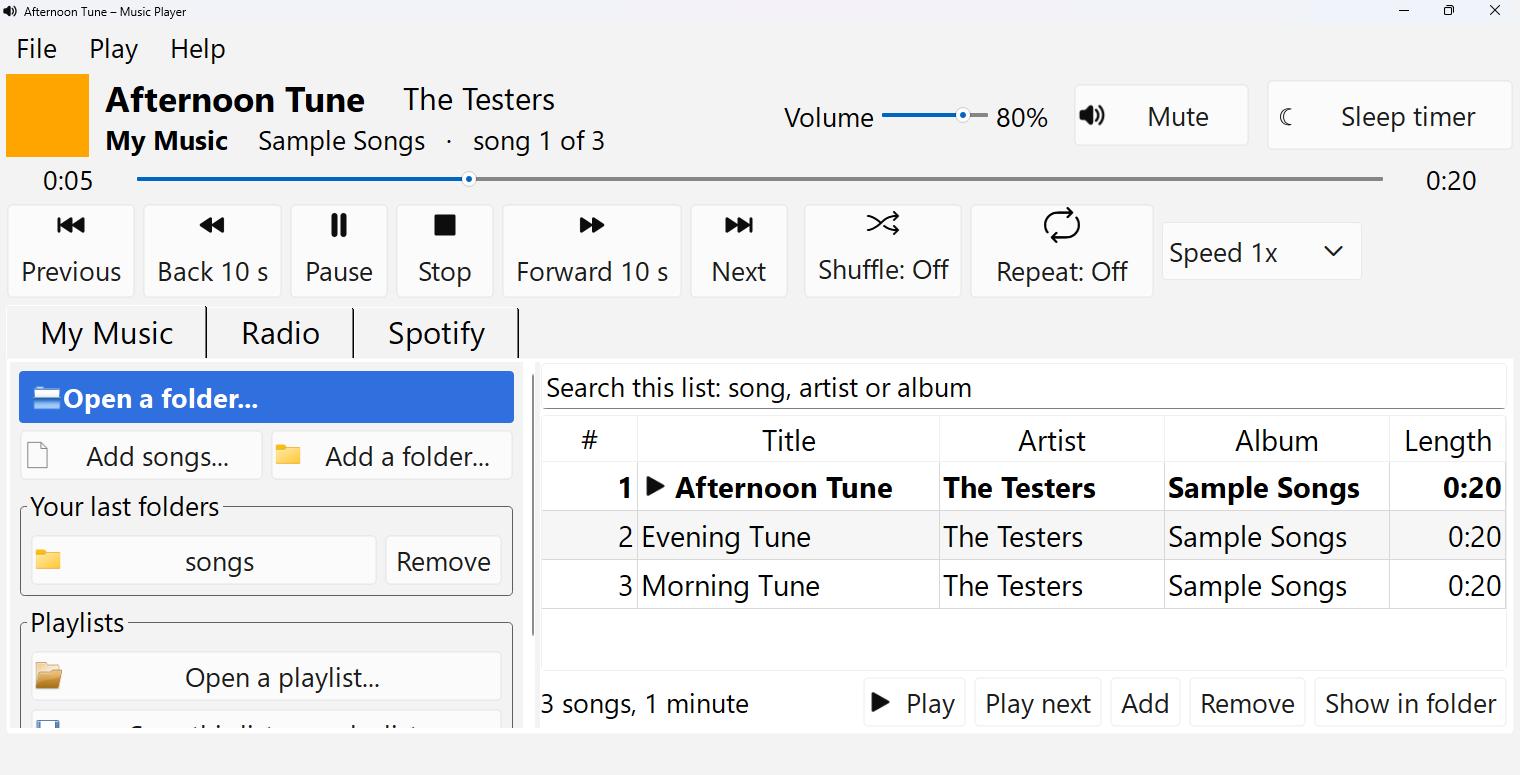 Afternoon Tune – Music Player
File Play Help
Afternoon Tune The Testers
My Music Sample Songs · song 1 of 3
Volume 80% Mute Sleep timer
0:05 0:20
Previous Back 10 s Pause Stop Forward 10 s Next Shuffle: Off Repeat: Off Speed 1x
My Music Radio Spotify
Open a folder...
Add songs... Add a folder...
Your last folders
songs Remove
Playlists
Open a playlist...
Search this list: song, artist or album
# Title Artist Album Length
1 Afternoon Tune The Testers Sample Songs 0:20
2 Evening Tune The Testers Sample Songs 0:20
3 Morning Tune The Testers Sample Songs 0:20
3 songs, 1 minute Play Play next Add Remove Show in folder